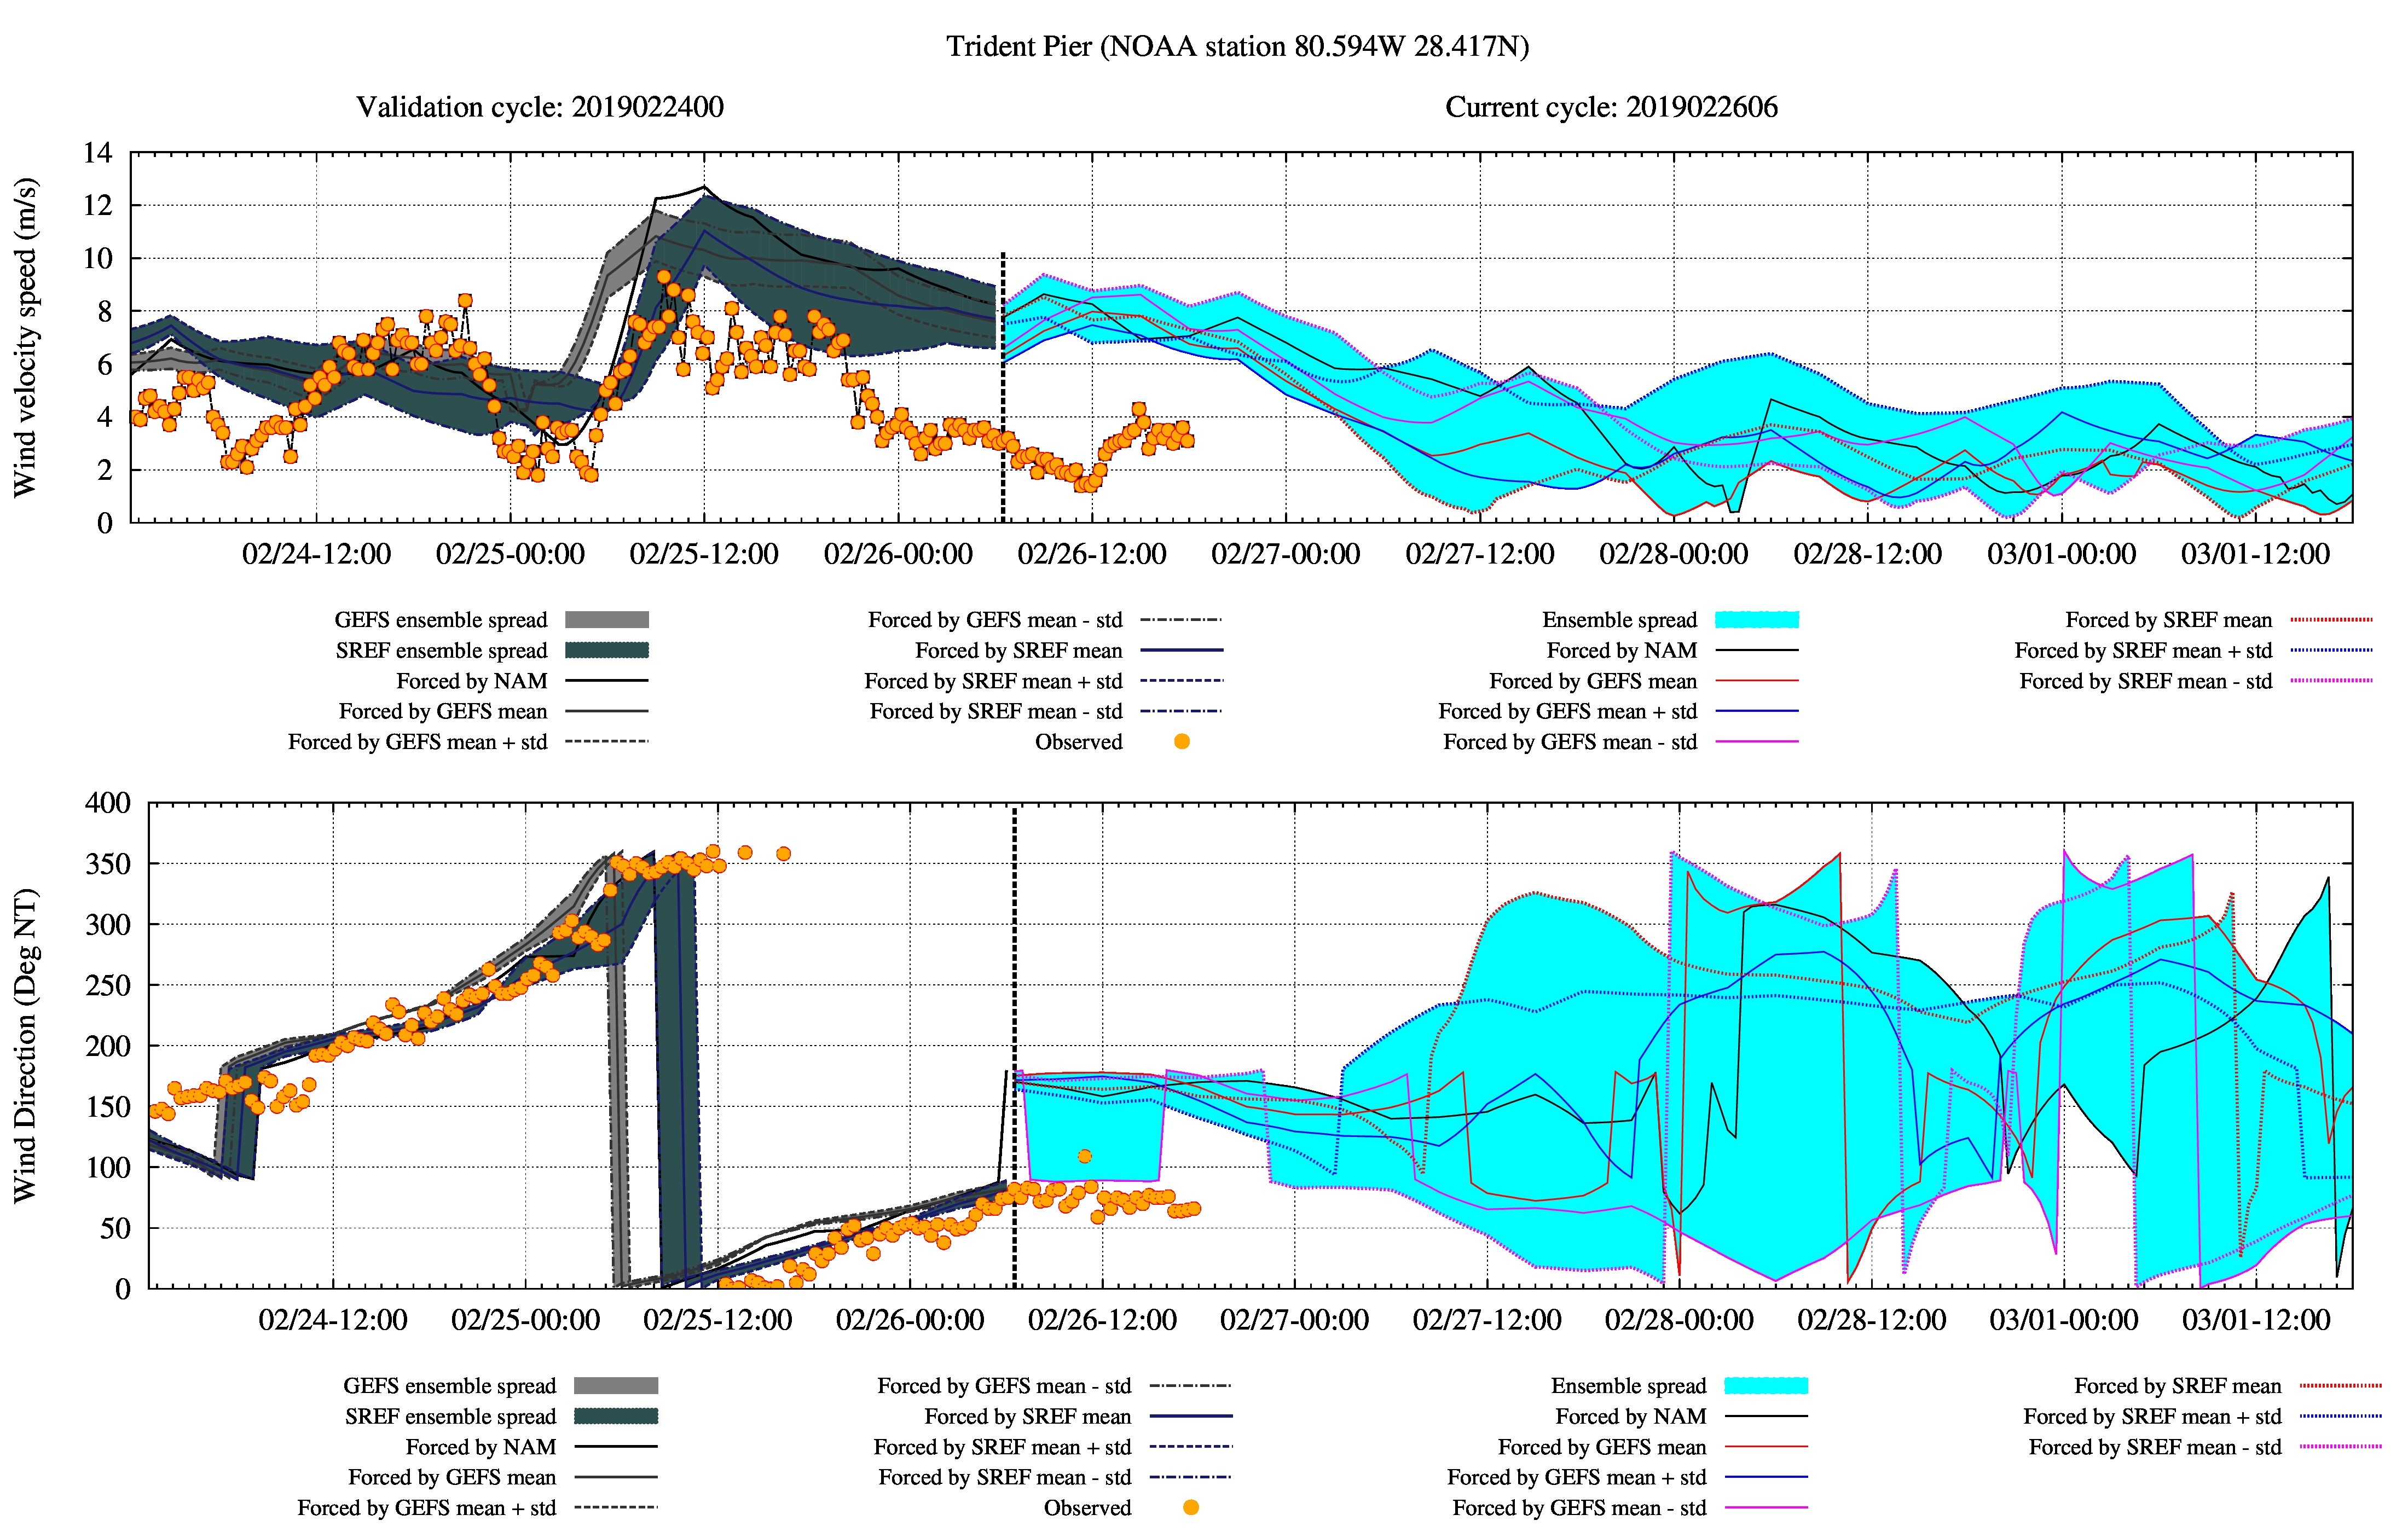 Trident Pier (NOAA station 80.594W 28.417N)
Validation cycle: 2019022400
Current cycle: 2019022606
Wind velocity speed (m/s)
14
12
10
8
6
4
2
0
02/24-12:00 02/25-00:00 02/25-12:00 02/26-00:00 02/26-12:00 02/27-00:00 02/27-12:00 02/28-00:00 02/28-12:00 03/01-00:00 03/01-12:00
GEFS ensemble spread
SREF ensemble spread
Forced by NAM
Forced by GEFS mean
Forced by GEFS mean + std
Forced by GEFS mean - std
Forced by SREF mean
Forced by SREF mean + std
Forced by SREF mean - std
Observed
Ensemble spread
Forced by NAM
Forced by GEFS mean
Forced by GEFS mean + std
Forced by GEFS mean - std
Forced by SREF mean
Forced by SREF mean + std
Forced by SREF mean - std
Wind Direction (Deg NT)
400
350
300
250
200
150
100
50
0
02/24-12:00 02/25-00:00 02/25-12:00 02/26-00:00 02/26-12:00 02/27-00:00 02/27-12:00 02/28-00:00 02/28-12:00 03/01-00:00 03/01-12:00
GEFS ensemble spread
SREF ensemble spread
Forced by NAM
Forced by GEFS mean
Forced by GEFS mean + std
Forced by GEFS mean - std
Forced by SREF mean
Forced by SREF mean + std
Forced by SREF mean - std
Observed
Ensemble spread
Forced by NAM
Forced by GEFS mean
Forced by GEFS mean + std
Forced by GEFS mean - std
Forced by SREF mean
Forced by SREF mean + std
Forced by SREF mean - std